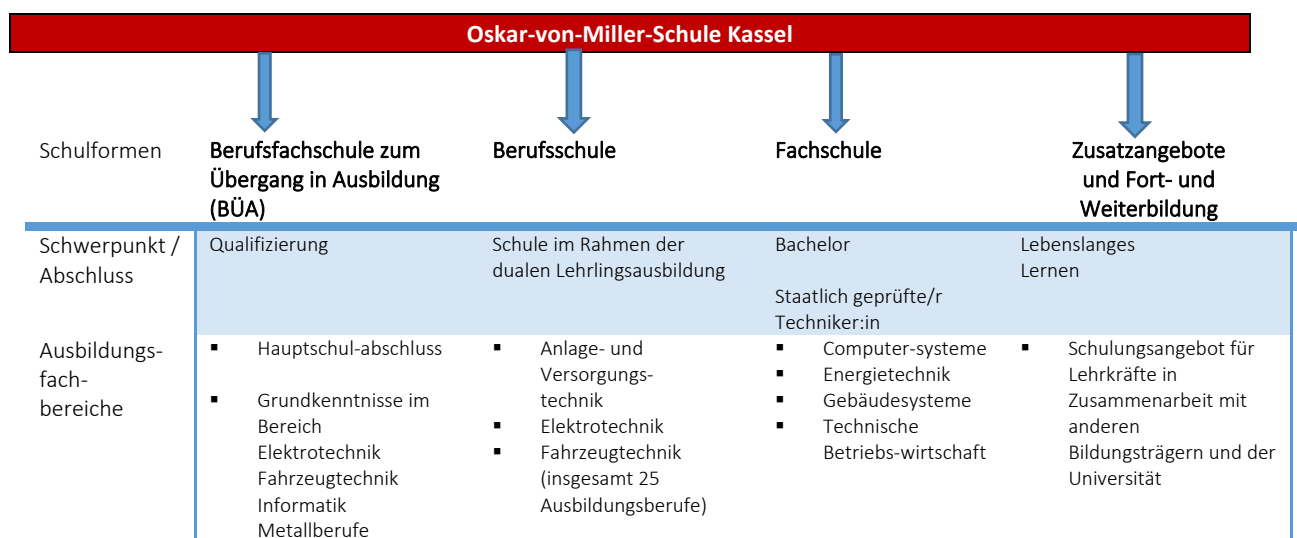 Oskar-von-Miller-Schule Kassel
Schulformen
Berufsfachschule zum
Übergang in Ausbildung
(BÜA)
Berufsschule
Fachschule
Zusatzangebote
und Fort- und
Weiterbildung
Schwerpunkt /
Abschluss
Qualifizierung
Schule im Rahmen der
dualen Lehrlingsausbildung
Bachelor
Staatlich geprüfte/r
Techniker:in
Lebenslanges
Lernen
Ausbildungs-
fach-
bereiche
▪ Hauptschul-abschluss
▪ Grundkenntnisse im
Bereich
Elektrotechnik
Fahrzeugtechnik
Informatik
Metallberufe
▪ Anlage- und
Versorgungs-
technik
▪ Elektrotechnik
▪ Fahrzeugtechnik
(insgesamt 25
Ausbildungsberufe)
▪ Computer-systeme
▪ Energietechnik
▪ Gebäudesysteme
▪ Technische
Betriebs-wirtschaft
▪ Schulungsangebot für
Lehrkräfte in
Zusammenarbeit mit
anderen
Bildungsträgern und der
Universität